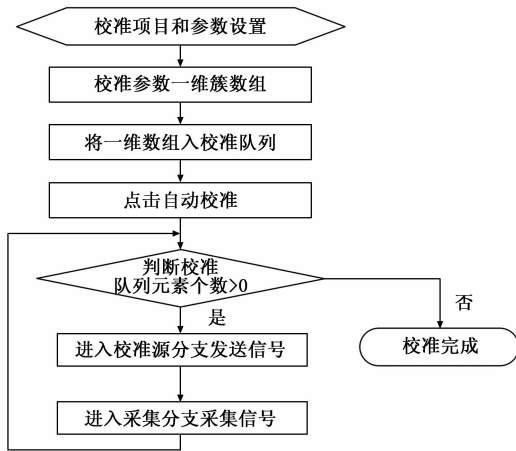 校准项目和参数设置
校准参数一维簇数组
将一维数组入校准队列
点击自动校准
判断校准
队列元素个数>0
否
是
进入校准源分支发送信号
校准完成
进入采集分支采集信号